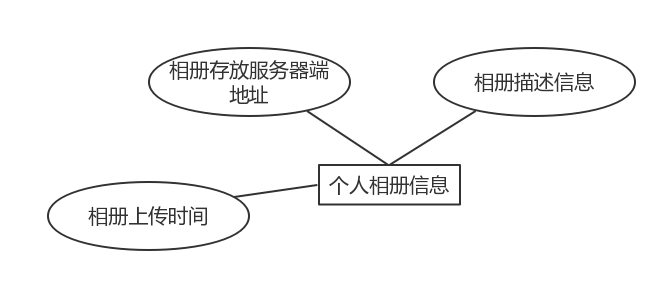 相册存放服务器端
地址
相册描述信息
个人相册信息
相册上传时间